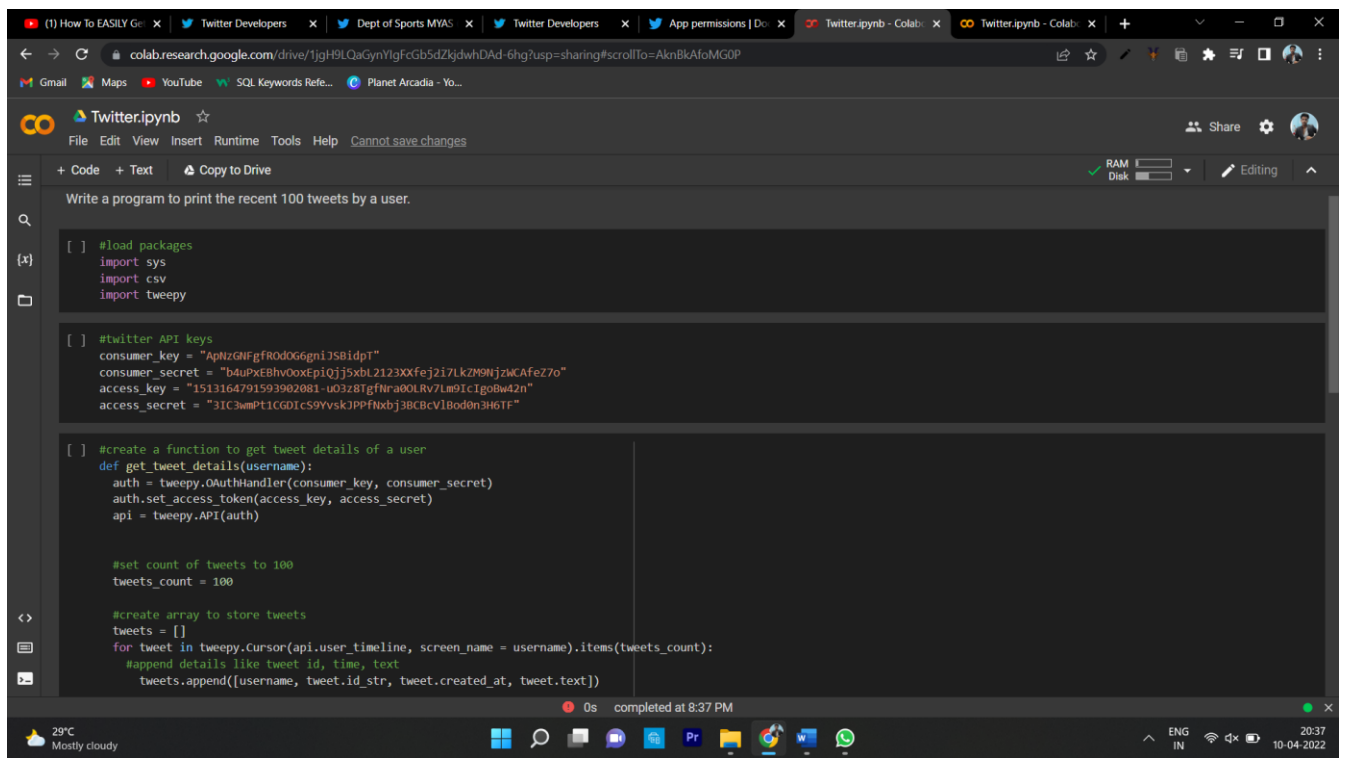 (1) How To EASILY Ge
Twitter Developers
Dept of Sports MYAS
Twitter Developers
App permissions | Do
Twitter.ipynb - Colab
Twitter.ipynb - Colab
colab.research.google.com/drive/1jgH9LQaGynYIgFcGb5dZkjdwhDAd-6hg?usp=sharing#scrollTo=AknBkAfoMG0P
Gmail Maps YouTube SQL Keywords Refe... Planet Arcadia - Yo...
Twitter.ipynb
Share
File Edit View Insert Runtime Tools Help Cannot save changes
+ Code + Text Copy to Drive
RAM
Disk
Editing
Write a program to print the recent 100 tweets by a user.
[ ] #load packages
import sys
import csv
import tweepy
[ ] #twitter API keys
consumer_key = "ApNzGNFgfROdOG6gniJSBidpT"
consumer_secret = "b4uPxEBhvOoxEpiQjj5xbL2123XXfej2i7LkZM9NjzWCAfeZ7o"
access_key = "1513164791593902081-uO3z8TgfNra0OLRv7Lm9IcIgoBw42n"
access_secret = "3IC3wmPt1CGDIcS9YvskJPPfNxbj3BCBcVlBod0n3H6TF"
[ ] #create a function to get tweet details of a user
def get_tweet_details(username):
auth = tweepy.OAuthHandler(consumer_key, consumer_secret)
auth.set_access_token(access_key, access_secret)
api = tweepy.API(auth)
#set count of tweets to 100
tweets_count = 100
#create array to store tweets
tweets = []
for tweet in tweepy.Cursor(api.user_timeline, screen_name = username).items(tweets_count):
#append details like tweet id, time, text
tweets.append([username, tweet.id_str, tweet.created_at, tweet.text])
0s completed at 8:37 PM
29°C
Mostly cloudy
ENG
IN
20:37
10-04-2022